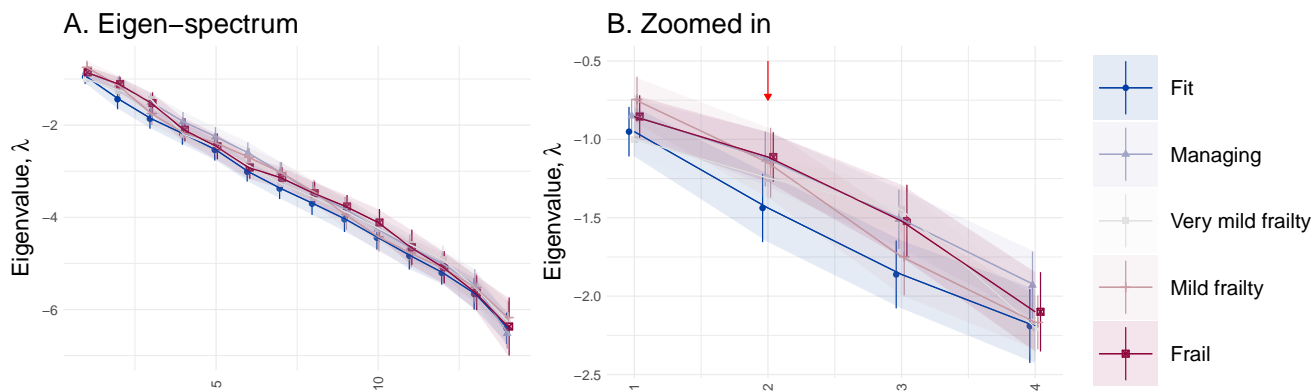 A. Eigen−spectrum
Eigenvalue, λ
−2
−4
−6
5
10
B. Zoomed in
Eigenvalue, λ
−0.5
−1.0
−1.5
−2.0
−2.5
1
2
3
4
Fit
Managing
Very mild frailty
Mild frailty
Frail